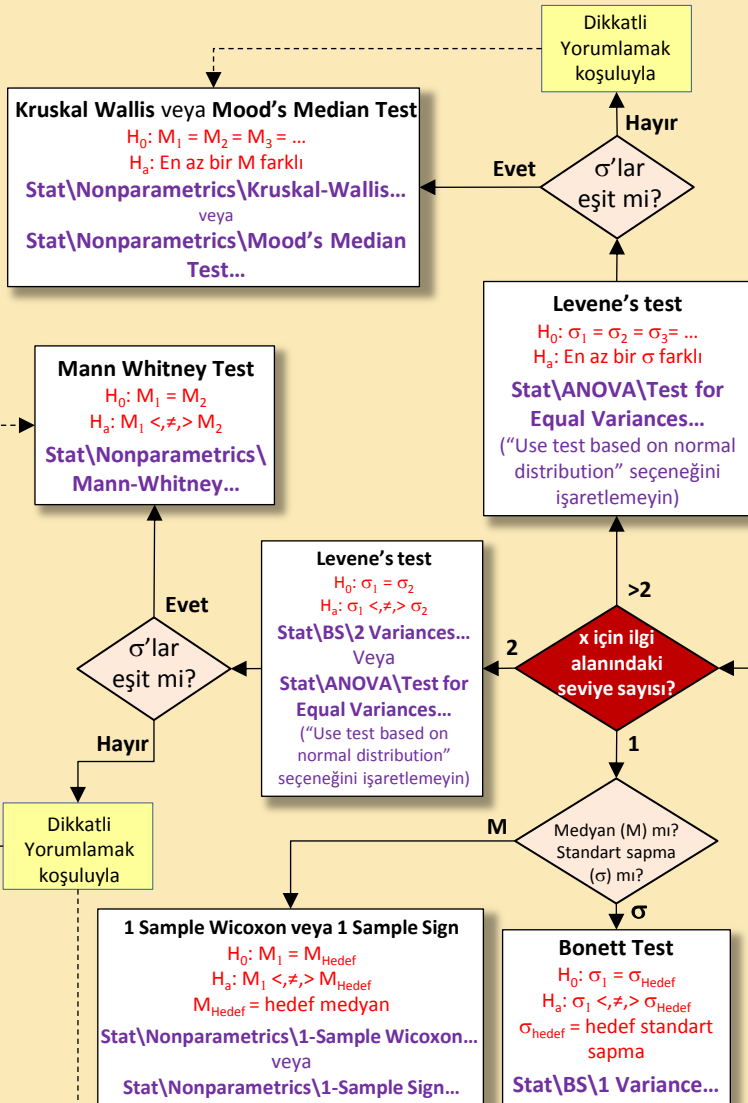 Dikkatli
Yorumlamak
koşuluyla
Kruskal Wallis veya Mood's Median Test
H₀: M₁ = M₂ = M₃ = ...
Hₐ: En az bir M farklı
Stat\Nonparametrics\Kruskal-Wallis…
veya
Stat\Nonparametrics\Mood's Median
Test…
Hayır
Evet
σ'lar
eşit mi?
Levene's test
H₀: σ₁ = σ₂ = σ₃= ...
Hₐ: En az bir σ farklı
Stat\ANOVA\Test for
Equal Variances…
("Use test based on normal
distribution" seçeneğini
işaretlemeyin)
Mann Whitney Test
H₀: M₁ = M₂
Hₐ: M₁ <,≠,> M₂
Stat\Nonparametrics\
Mann-Whitney…
>2
Levene's test
H₀: σ₁ = σ₂
Hₐ: σ₁ <,≠,> σ₂
Stat\BS\2 Variances…
Veya
Stat\ANOVA\Test for
Equal Variances…
("Use test based on
normal distribution"
seçeneğini işaretlemeyin)
Evet
σ'lar
eşit mi?
Hayır
2
x için ilgi
alanındaki
seviye sayısı?
1
Dikkatli
Yorumlamak
koşuluyla
M
Medyan (M) mı?
Standart sapma
(σ) mı?
σ
1 Sample Wicoxon veya 1 Sample Sign
H₀: M₁ = M_Hedef
Hₐ: M₁ <,≠,> M_Hedef
M_Hedef = hedef medyan
Stat\Nonparametrics\1-Sample Wicoxon…
veya
Stat\Nonparametrics\1-Sample Sign…
Bonett Test
H₀: σ₁ = σ_Hedef
Hₐ: σ₁ <,≠,> σ_Hedef
σ_hedef = hedef standart
sapma
Stat\BS\1 Variance…